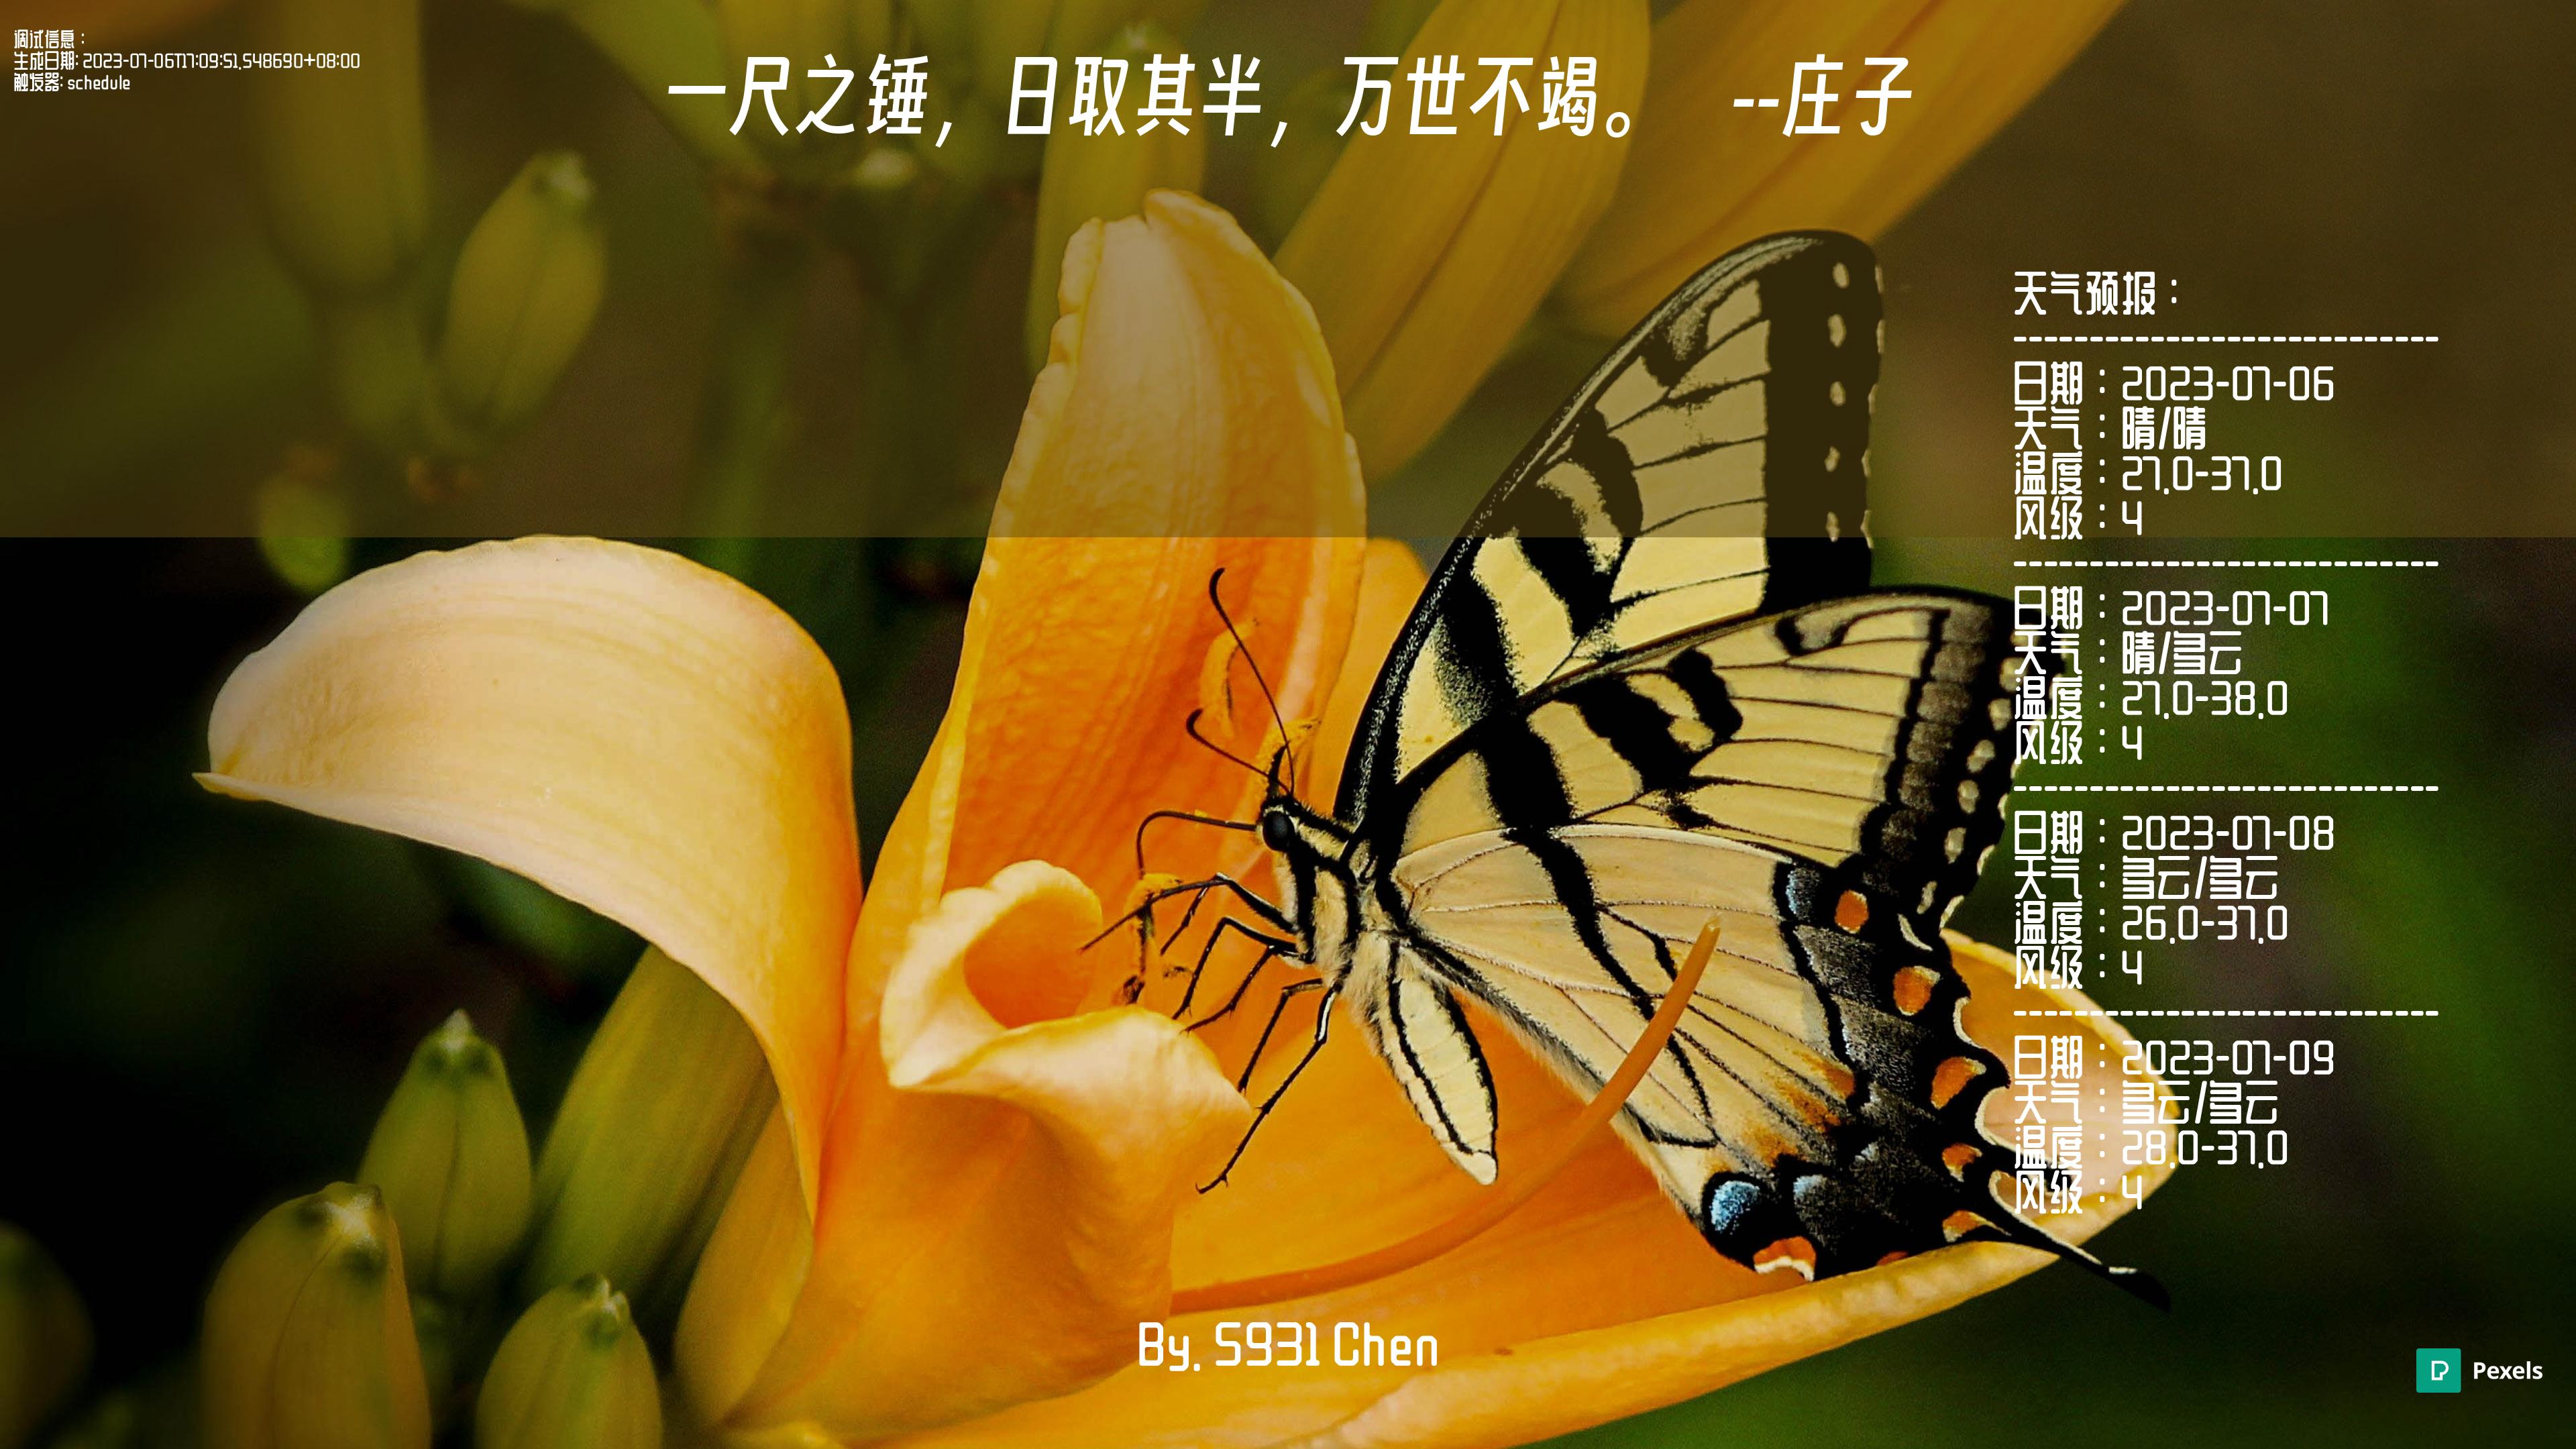 调试信息：
生成日期: 2023-07-06T17:09:51.548690+08:00
触发器: schedule
一尺之锤，日取其半，万世不竭。 --庄子
天气预报：
----------------------------
日期：2023-07-06
天气：晴/晴
温度：27.0-37.0
风级：4
----------------------------
日期：2023-07-07
天气：晴/多云
温度：27.0-38.0
风级：4
----------------------------
日期：2023-07-08
天气：多云/多云
温度：26.0-37.0
风级：4
----------------------------
日期：2023-07-09
天气：多云/多云
温度：28.0-37.0
风级：4
By. S931 Chen
Pexels